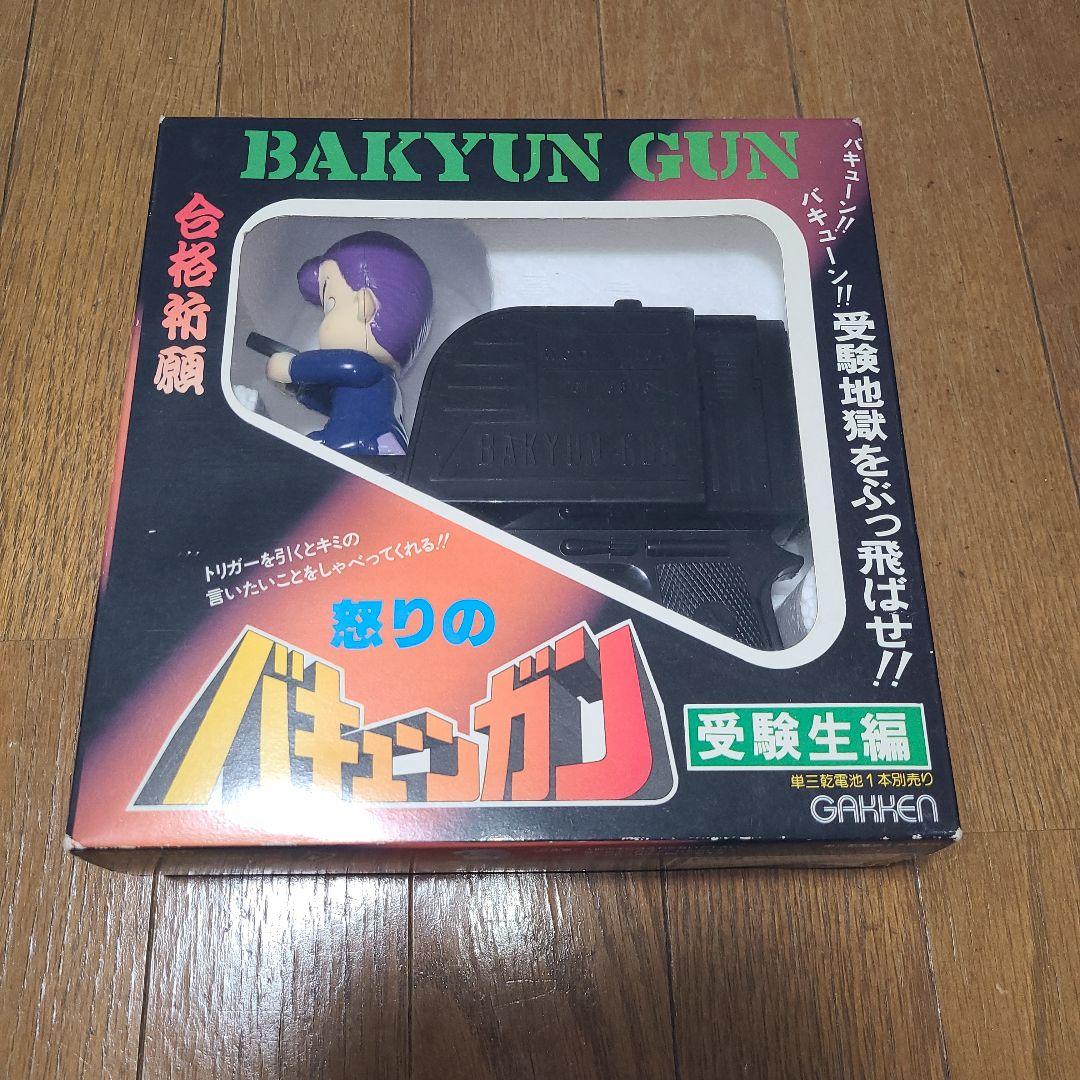 BAKYUN GUN
合格祈願
バキューン!!
バキューン!!
受験地獄をぶっ飛ばせ!!
BAKYUN GUN
トリガーを引くとキミの
言いたいことをしゃべってくれる!!
怒りの
バキューンガン
受験生編
単三乾電池1本別売り
GAKKEN